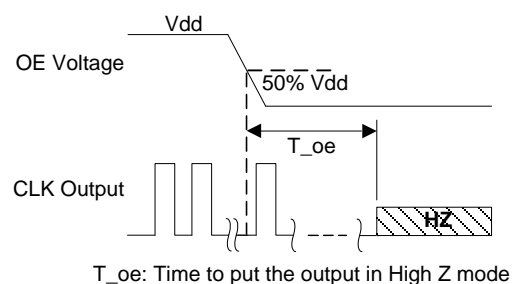 Vdd
OE Voltage
50% Vdd
T_oe
CLK Output
HZ
T_oe: Time to put the output in High Z mode